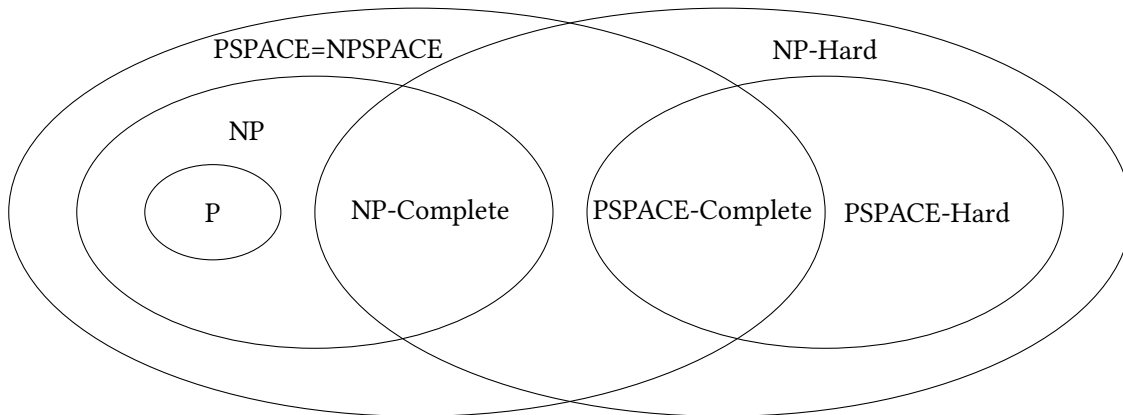 PSPACE=NPSPACE
NP-Hard
NP
P
NP-Complete
PSPACE-Complete
PSPACE-Hard